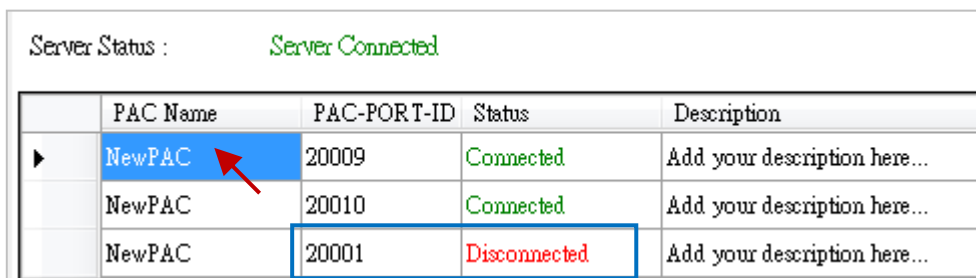 Server Status : Server Connected
PAC Name PAC-PORT-ID Status Description
NewPAC 20009 Connected Add your description here...
NewPAC 20010 Connected Add your description here...
NewPAC 20001 Disconnected Add your description here...